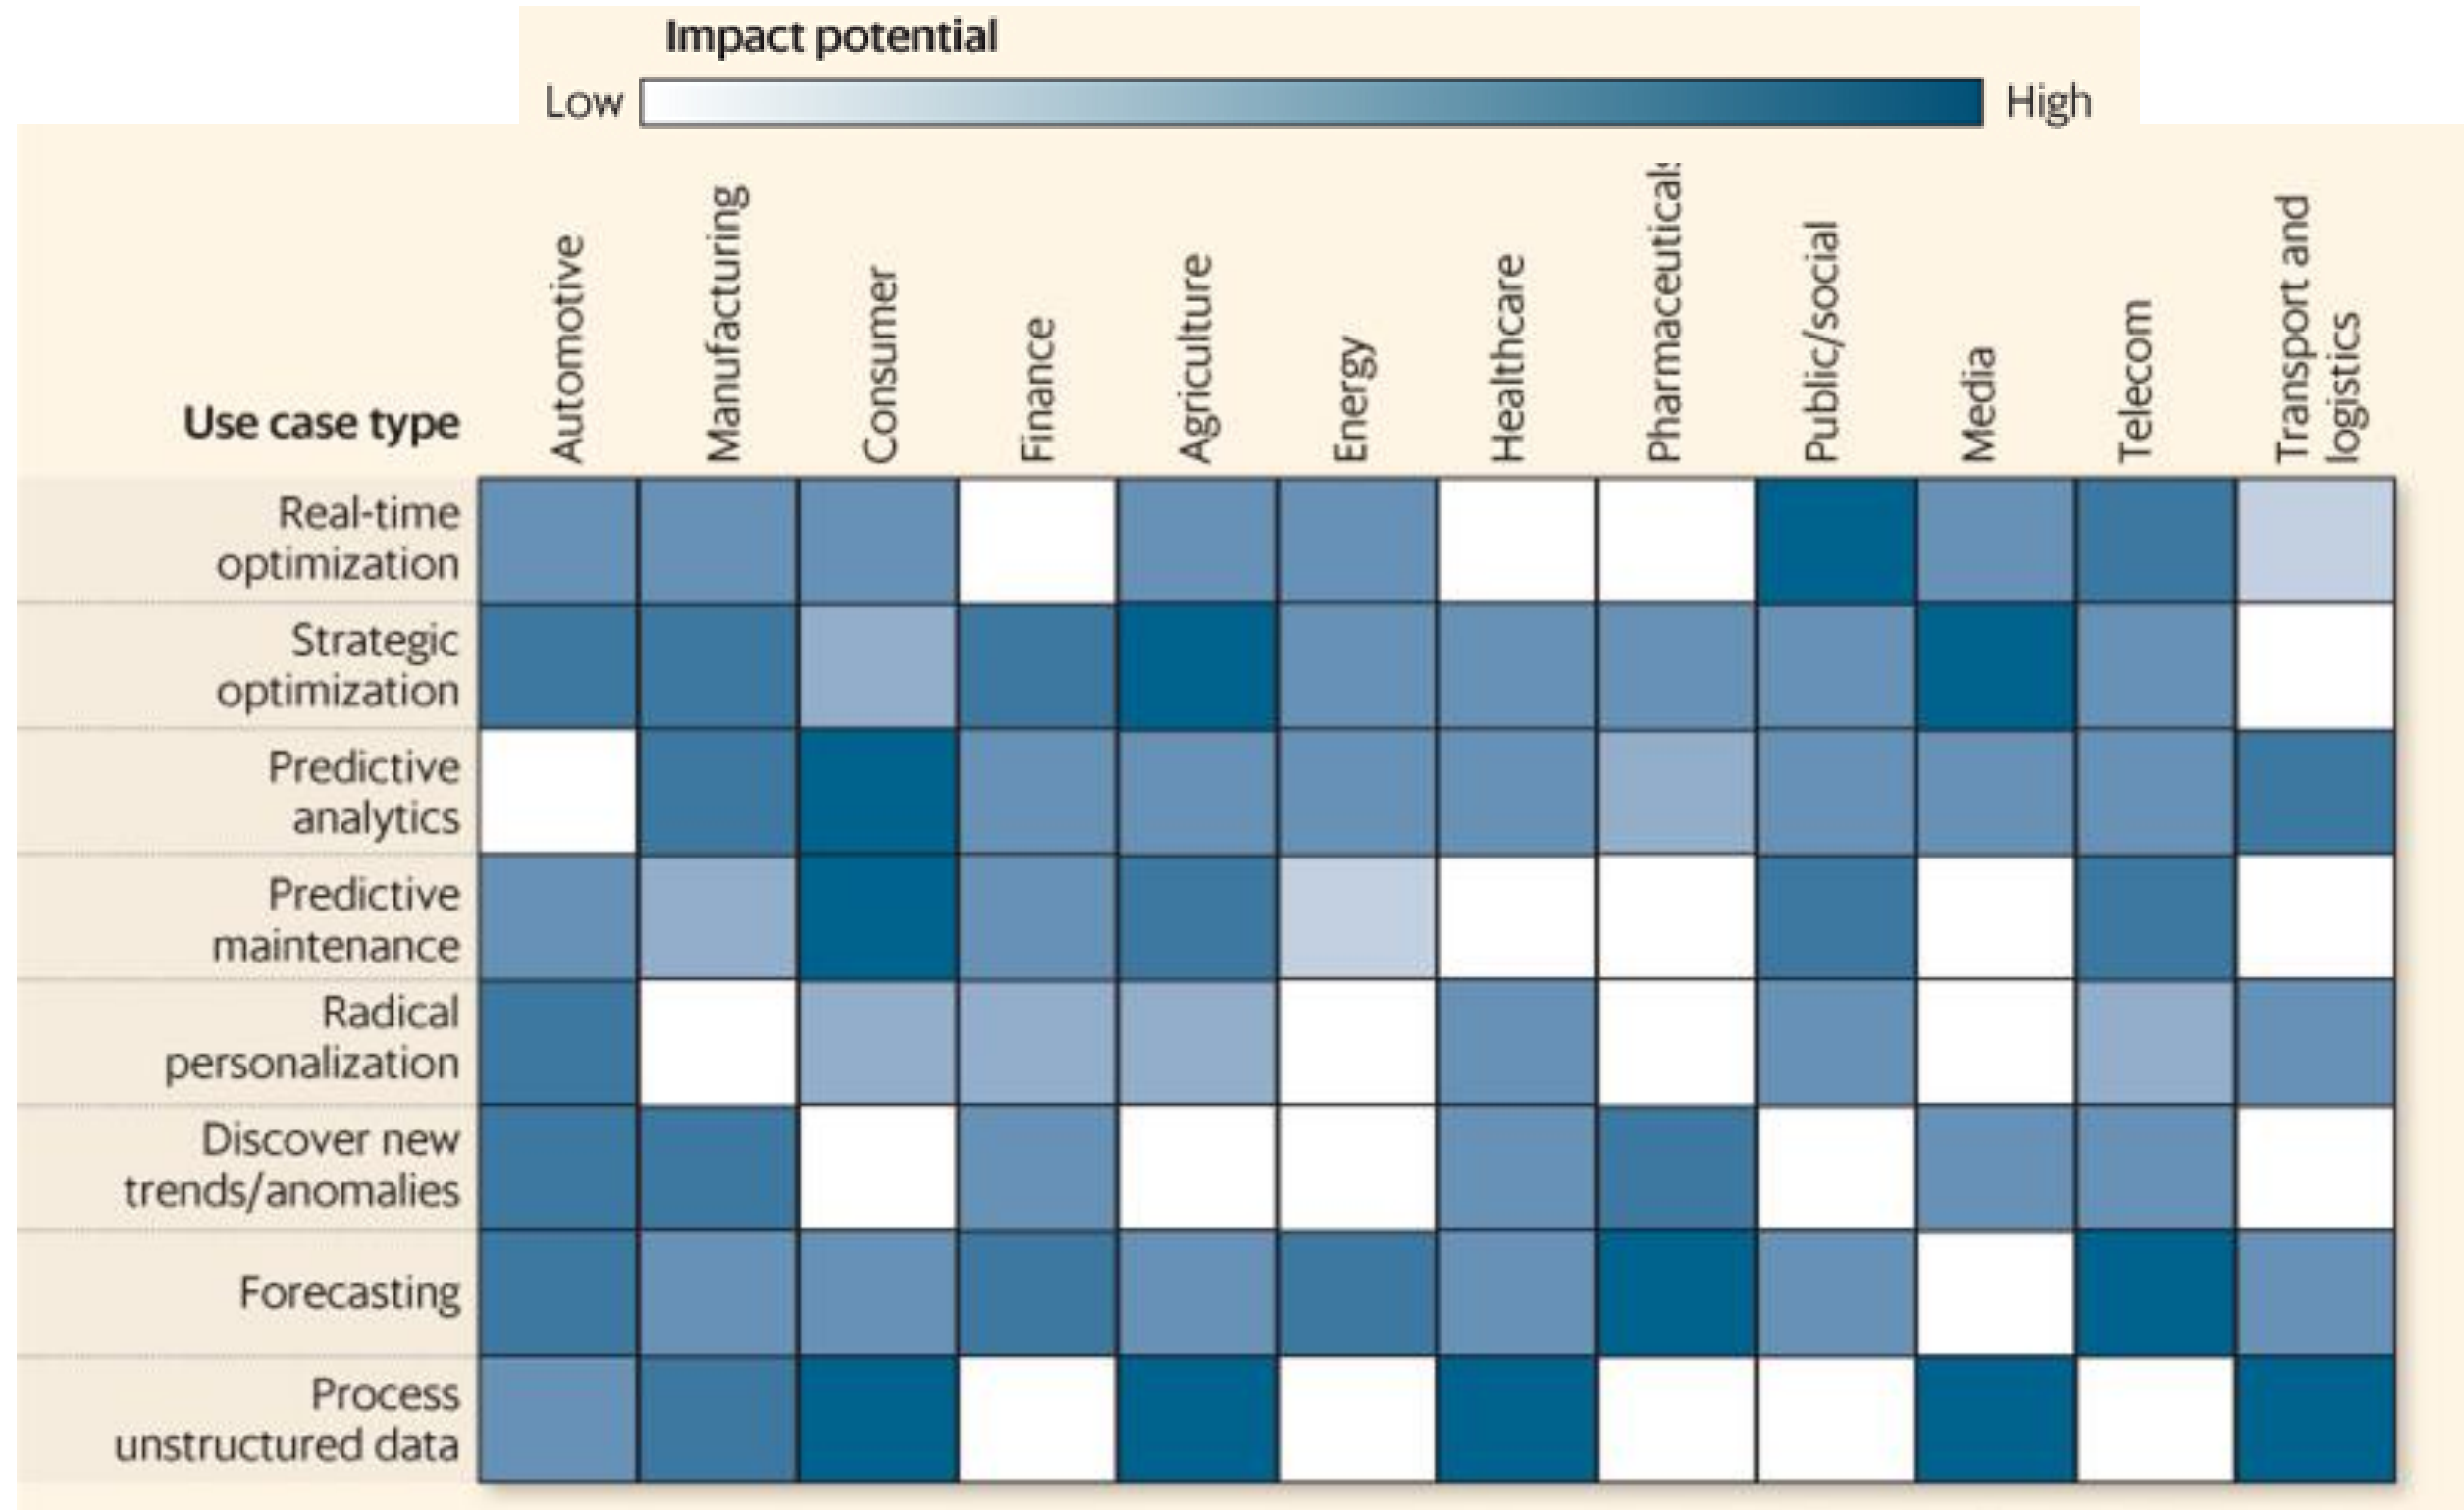 Impact potential
Low
High
Use case type
Automotive
Manufacturing
Consumer
Finance
Agriculture
Energy
Healthcare
Pharmaceuticals
Public/social
Media
Telecom
Transport and
logistics
Real-time
optimization
Strategic
optimization
Predictive
analytics
Predictive
maintenance
Radical
personalization
Discover new
trends/anomalies
Forecasting
Process
unstructured data